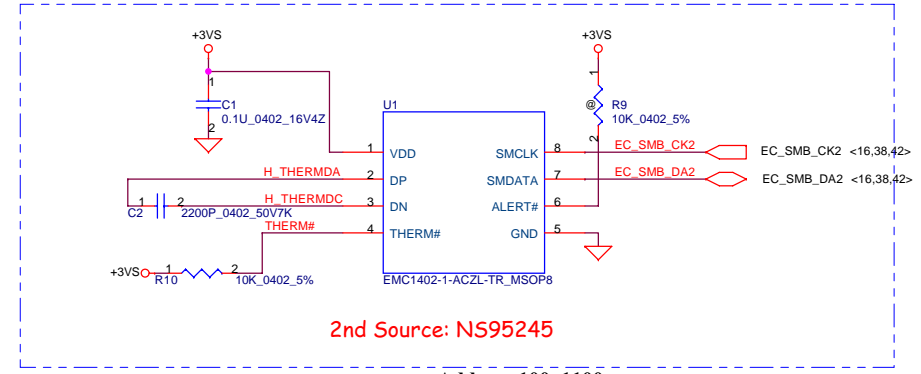 +3VS
+3VS
1
C1
0.1U_0402_16V4Z
2
U1
1
@
R9
10K_0402_5%
2
1
VDD
SMCLK
8
EC_SMB_CK2
EC_SMB_CK2 <16,38,42>
H_THERMDA
2
DP
SMDATA
7
EC_SMB_DA2
EC_SMB_DA2 <16,38,42>
H_THERMDC
3
DN
ALERT#
6
C2
1
2
2200P_0402_50V7K
THERM#
4
THERM#
GND
5
+3VS
1
2
R10
10K_0402_5%
EMC1402-1-ACZL-TR_MSOP8
2nd Source: NS95245